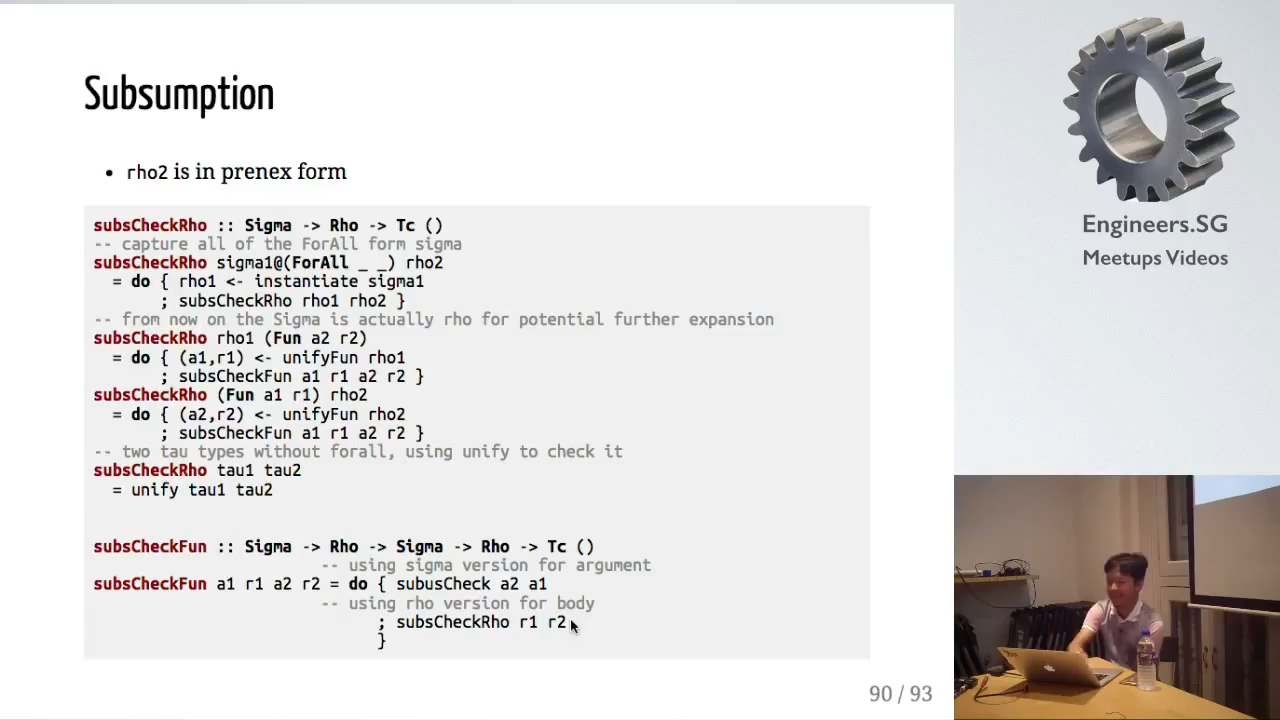 Subsumption
• rho2 is in prenex form
subsCheckRho :: Sigma -> Rho -> Tc ()
-- capture all of the ForAll form sigma
subsCheckRho sigma1@(ForAll _ _) rho2
= do { rho1 <- instantiate sigma1
; subsCheckRho rho1 rho2 }
-- from now on the Sigma is actually rho for potential further expansion
subsCheckRho rho1 (Fun a2 r2)
= do { (a1,r1) <- unifyFun rho1
; subsCheckFun a1 r1 a2 r2 }
subsCheckRho (Fun a1 r1) rho2
= do { (a2,r2) <- unifyFun rho2
; subsCheckFun a1 r1 a2 r2 }
-- two tau types without forall, using unify to check it
subsCheckRho tau1 tau2
= unify tau1 tau2
subsCheckFun :: Sigma -> Rho -> Sigma -> Rho -> Tc ()
-- using sigma version for argument
subsCheckFun a1 r1 a2 r2 = do { subusCheck a2 a1
-- using rho version for body
; subsCheckRho r1 r2
}
90 / 93
Engineers.SG
Meetups Videos